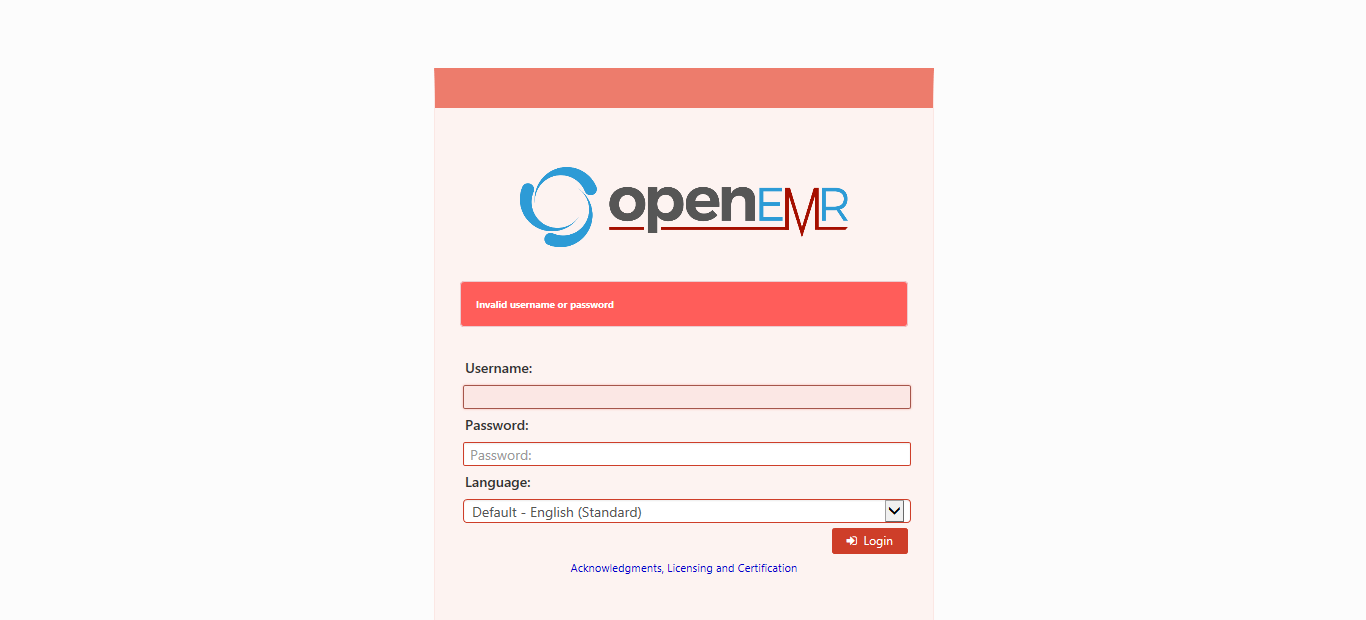 openEMR
Invalid username or password
Username:
Password:
Password:
Language:
Default - English (Standard)
Login
Acknowledgments, Licensing and Certification